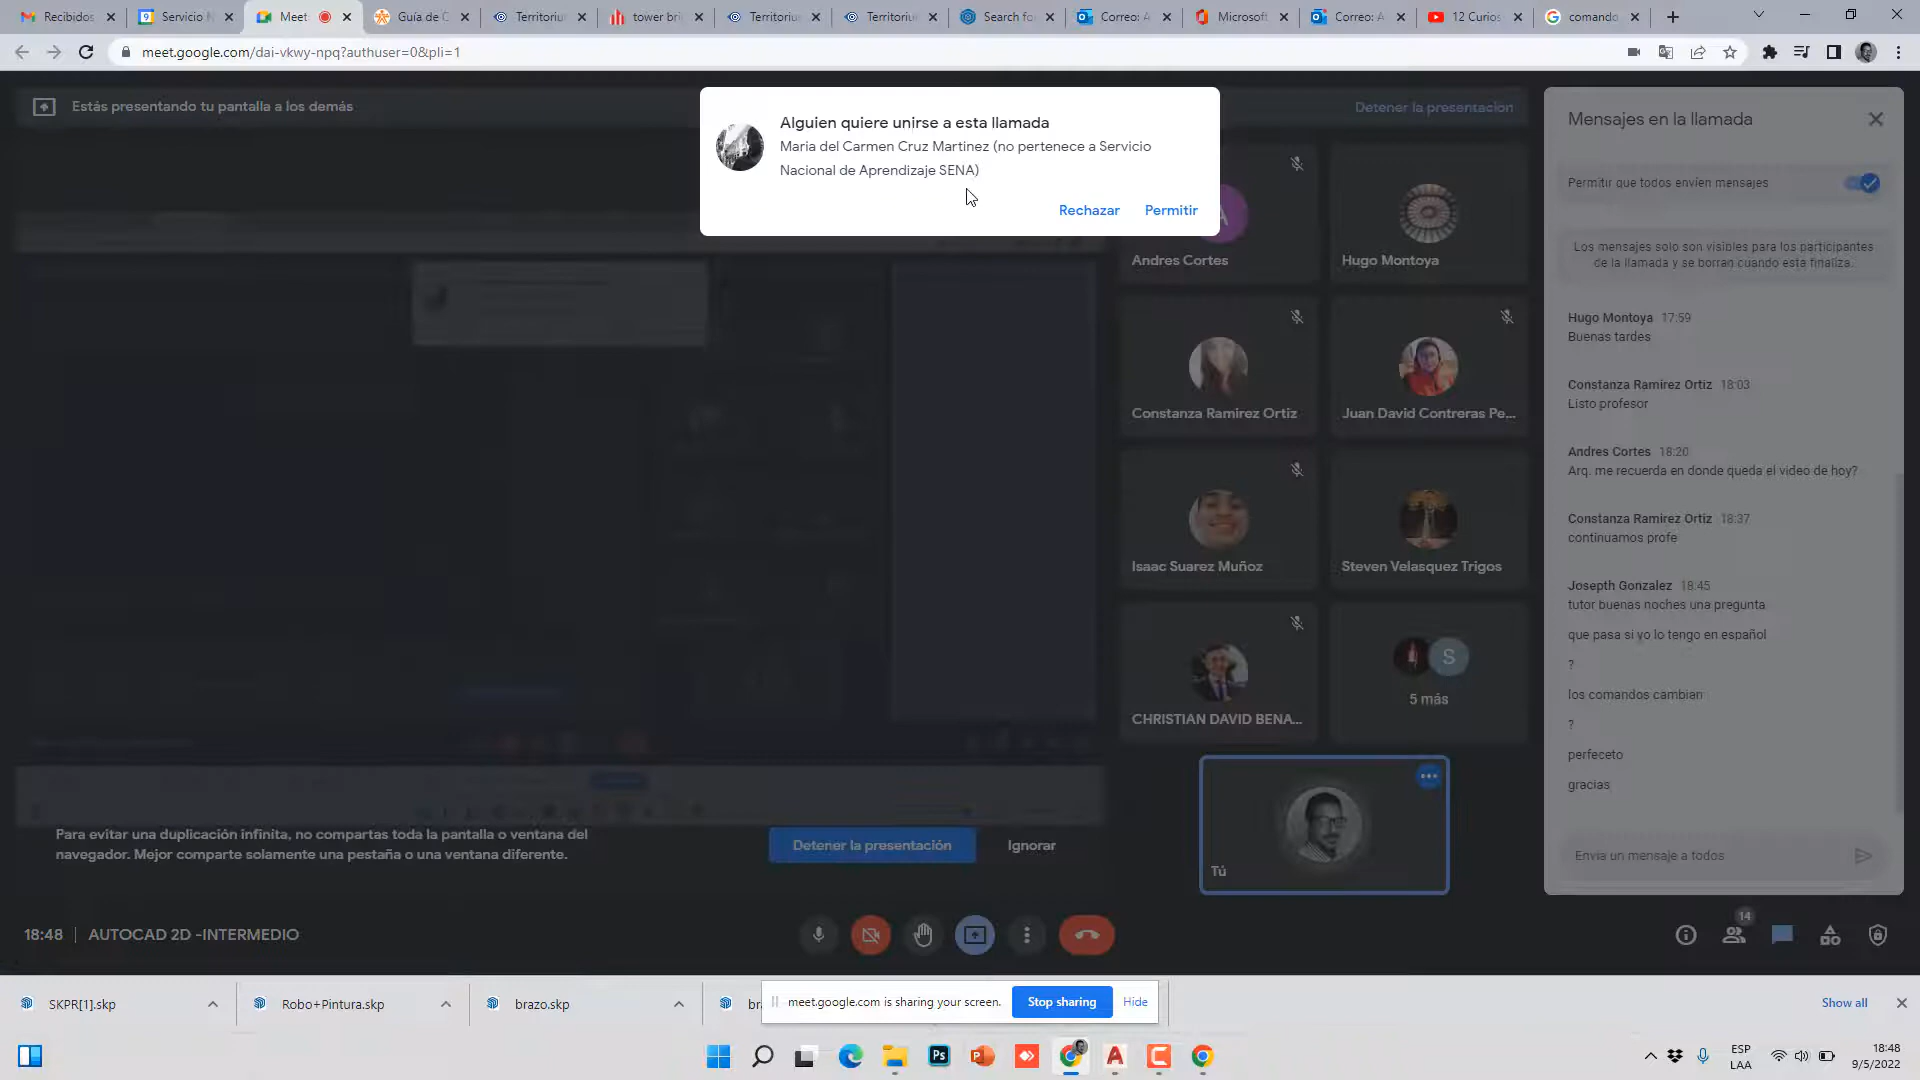 Recibidos
Servicio N
Meet:
Guía de C
Territoriu
tower bri
Territoriu
Territoriu
Search fo
Correo: A
Microsoft
Correo: A
12 Curios
comando
meet.google.com/dai-vkwy-npq?authuser=0&pli=1
Estás presentando tu pantalla a los demás
Detener la presentación
Alguien quiere unirse a esta llamada
Maria del Carmen Cruz Martinez (no pertenece a Servicio
Nacional de Aprendizaje SENA)
Rechazar
Permitir
A
Andres Cortes
Hugo Montoya
Constanza Ramirez Ortiz
Juan David Contreras Pe...
Isaac Suarez Muñoz
Steven Velasquez Trigos
CHRISTIAN DAVID BENA...
S
5 más
Tú
Mensajes en la llamada
Permitir que todos envíen mensajes
Los mensajes solo son visibles para los participantes
de la llamada y se borran cuando esta finaliza.
Hugo Montoya 17:59
Buenas tardes
Constanza Ramirez Ortiz 18:03
Listo profesor
Andres Cortes 18:20
Arq. me recuerda en donde queda el video de hoy?
Constanza Ramirez Ortiz 18:37
continuamos profe
Josepth Gonzalez 18:45
tutor buenas noches una pregunta
que pasa si yo lo tengo en español
?
los comandos cambian
?
perfeceto
gracias
Envía un mensaje a todos
Para evitar una duplicación infinita, no compartas toda la pantalla o ventana del
navegador. Mejor comparte solamente una pestaña o una ventana diferente.
Detener la presentación
Ignorar
18:48 | AUTOCAD 2D -INTERMEDIO
14
SKPR[1].skp
Robo+Pintura.skp
brazo.skp
br
meet.google.com is sharing your screen.
Stop sharing
Hide
Show all
Ps
ESP
LAA
18:48
9/5/2022